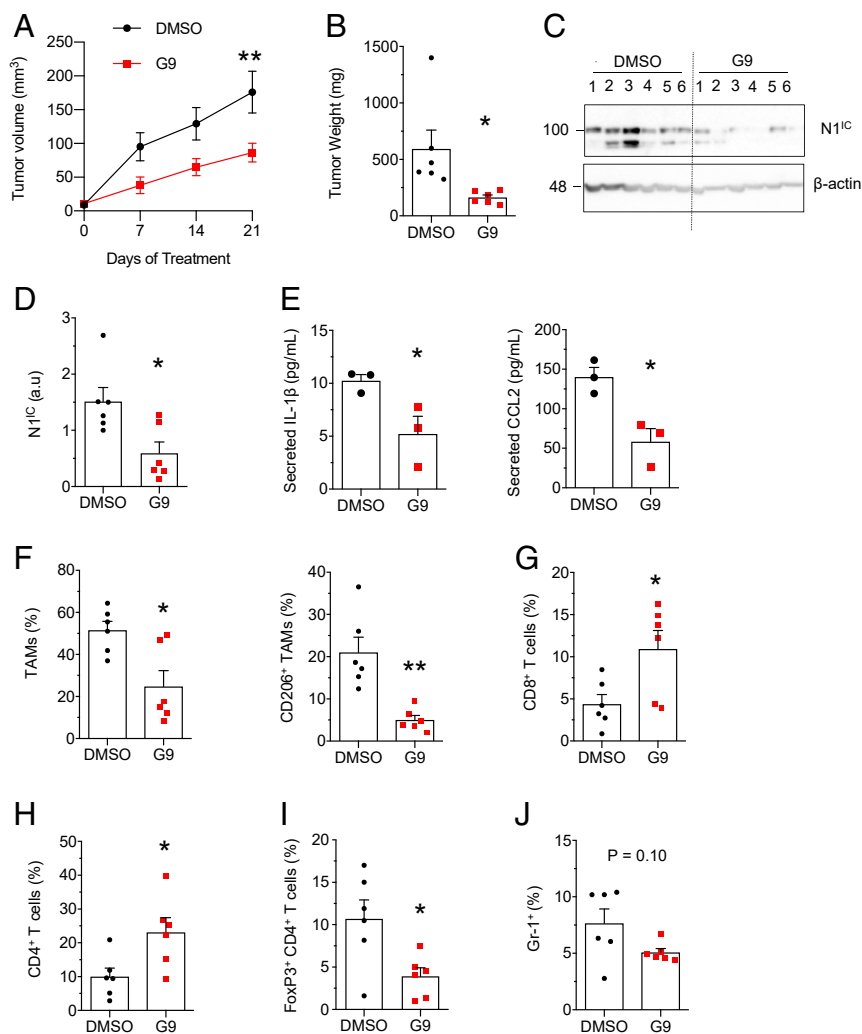 A
DMSO
G9
**
Tumor volume (mm³)
250
200
150
100
50
0
0 7 14 21
Days of Treatment
B
Tumor Weight (mg)
1500
1000
500
0
*
DMSO G9
C
DMSO G9
1 2 3 4 5 6 1 2 3 4 5 6
100
N1ᴵᶜ
48
β-actin
D
N1ᴵᶜ (a.u)
3
2
1
0
*
DMSO G9
E
Secreted IL-1β (pg/mL)
15
10
5
0
*
DMSO G9
Secreted CCL2 (pg/mL)
200
150
100
50
0
*
DMSO G9
F
TAMs (%)
80
60
40
20
0
*
DMSO G9
CD206⁺ TAMs (%)
40
30
20
10
0
**
DMSO G9
G
CD8⁺ T cells (%)
20
15
10
5
0
*
DMSO G9
H
CD4⁺ T cells (%)
50
40
30
20
10
0
*
DMSO G9
I
FoxP3⁺ CD4⁺ T cells (%)
20
15
10
5
0
*
DMSO G9
J
Gr-1⁺ (%)
15
10
5
0
P = 0.10
DMSO G9